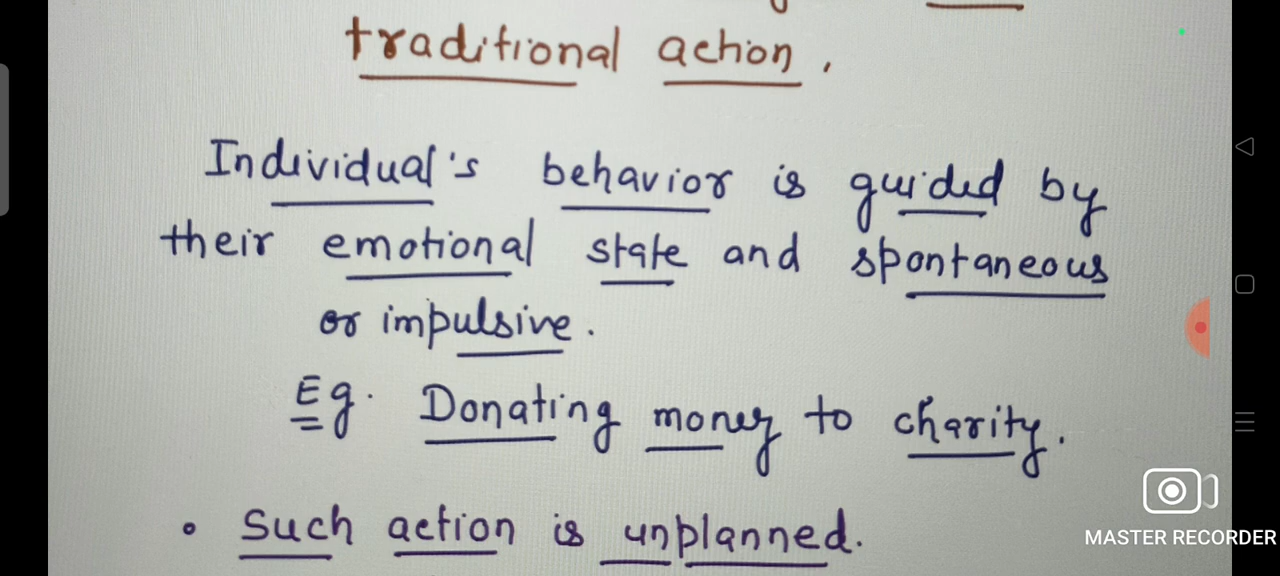 traditional action.
Individual's behavior is guided by
their emotional state and spontaneous
or impulsive.
Eg. Donating money to charity.
• Such action is unplanned.
MASTER RECORDER